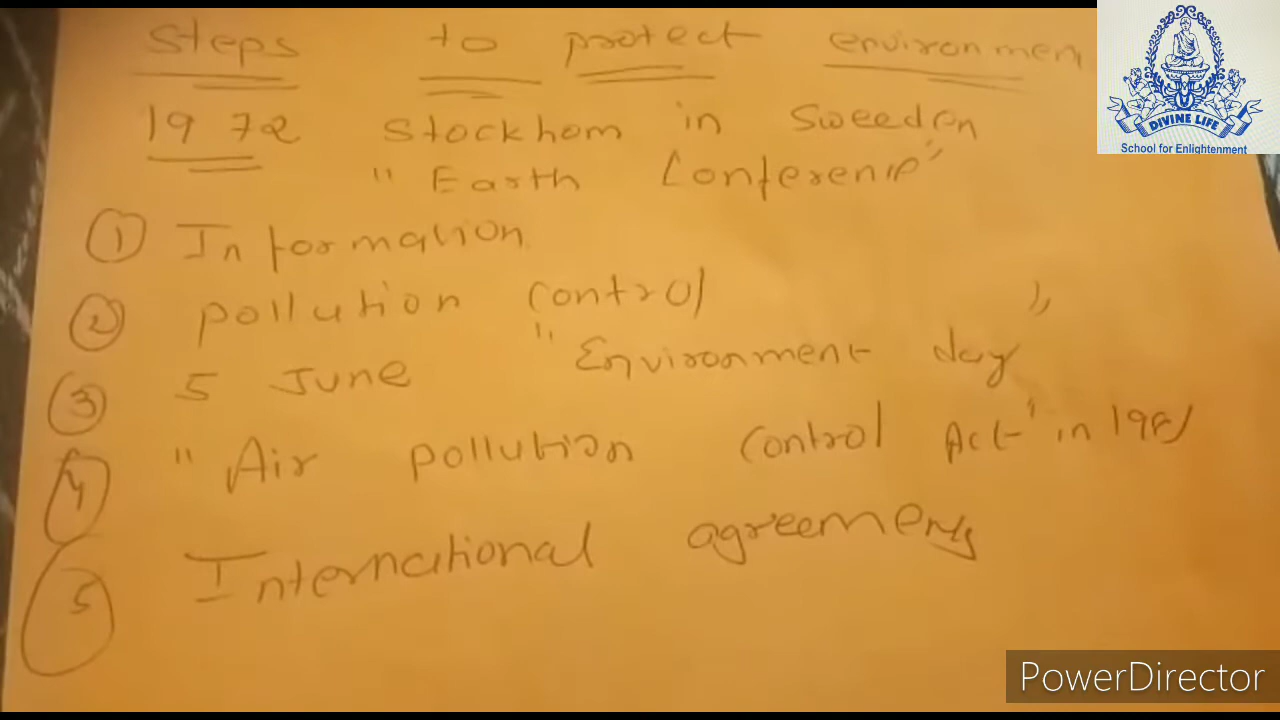 Steps to protect environmen
1972 Stockhom in Sweeden
"Earth Conference"
① Information
② pollution control
③ 5 June "Environment day"
④ "Air pollution control Act" in 1981
⑤ International agreements
DIVINE LIFE
School for Enlightenment
PowerDirector